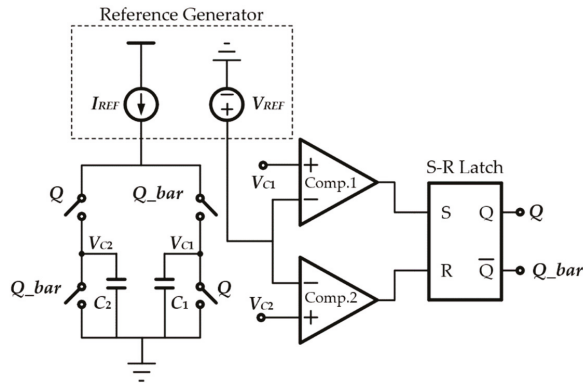 Reference Generator
IREF
VREF
Q
Q_bar
VC2
VC1
Q_bar
C2
C1
Q
VC1
+
−
Comp.1
−
+
Comp.2
VC2
S-R Latch
S
Q
Q
R
Q̅
Q_bar